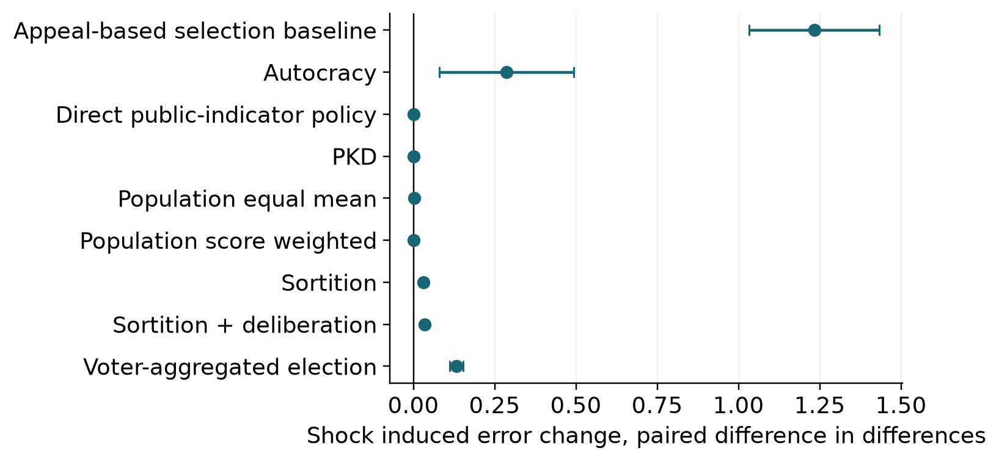 Appeal-based selection baseline
Autocracy
Direct public-indicator policy
PKD
Population equal mean
Population score weighted
Sortition
Sortition + deliberation
Voter-aggregated election
0.00 0.25 0.50 0.75 1.00 1.25 1.50
Shock induced error change, paired difference in differences